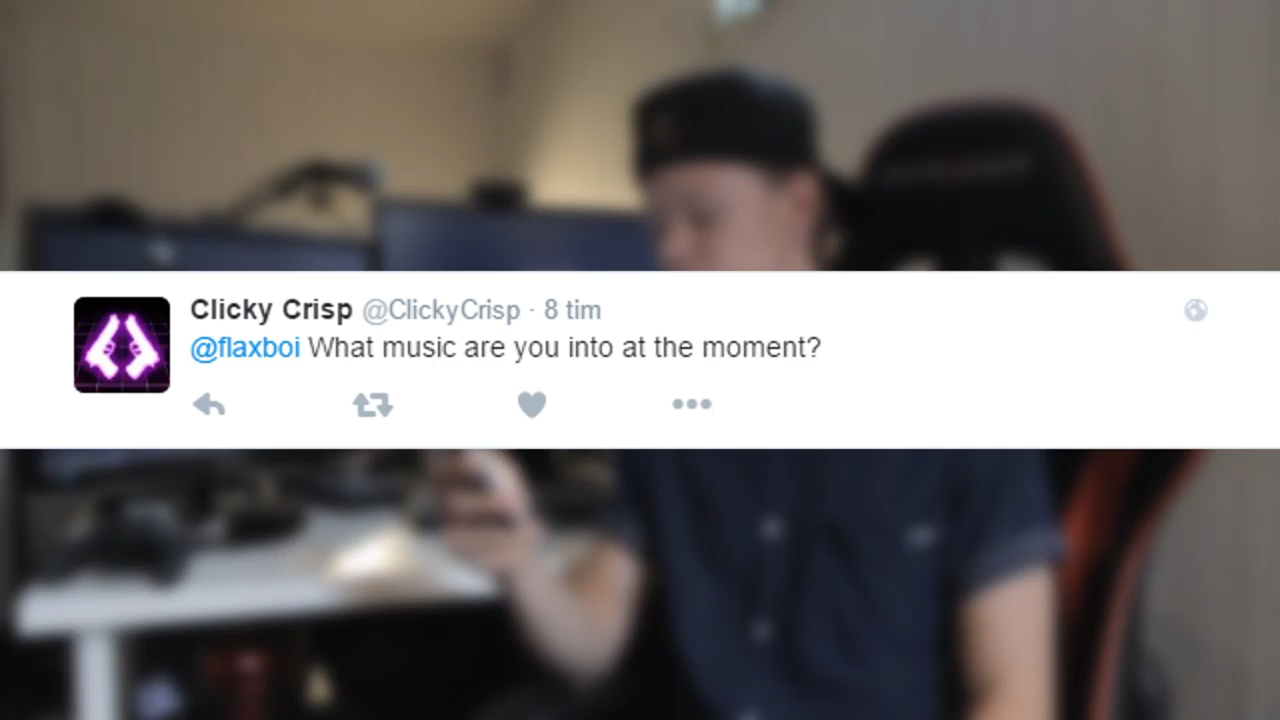 Clicky Crisp @ClickyCrisp · 8 tim
@flaxboi What music are you into at the moment?